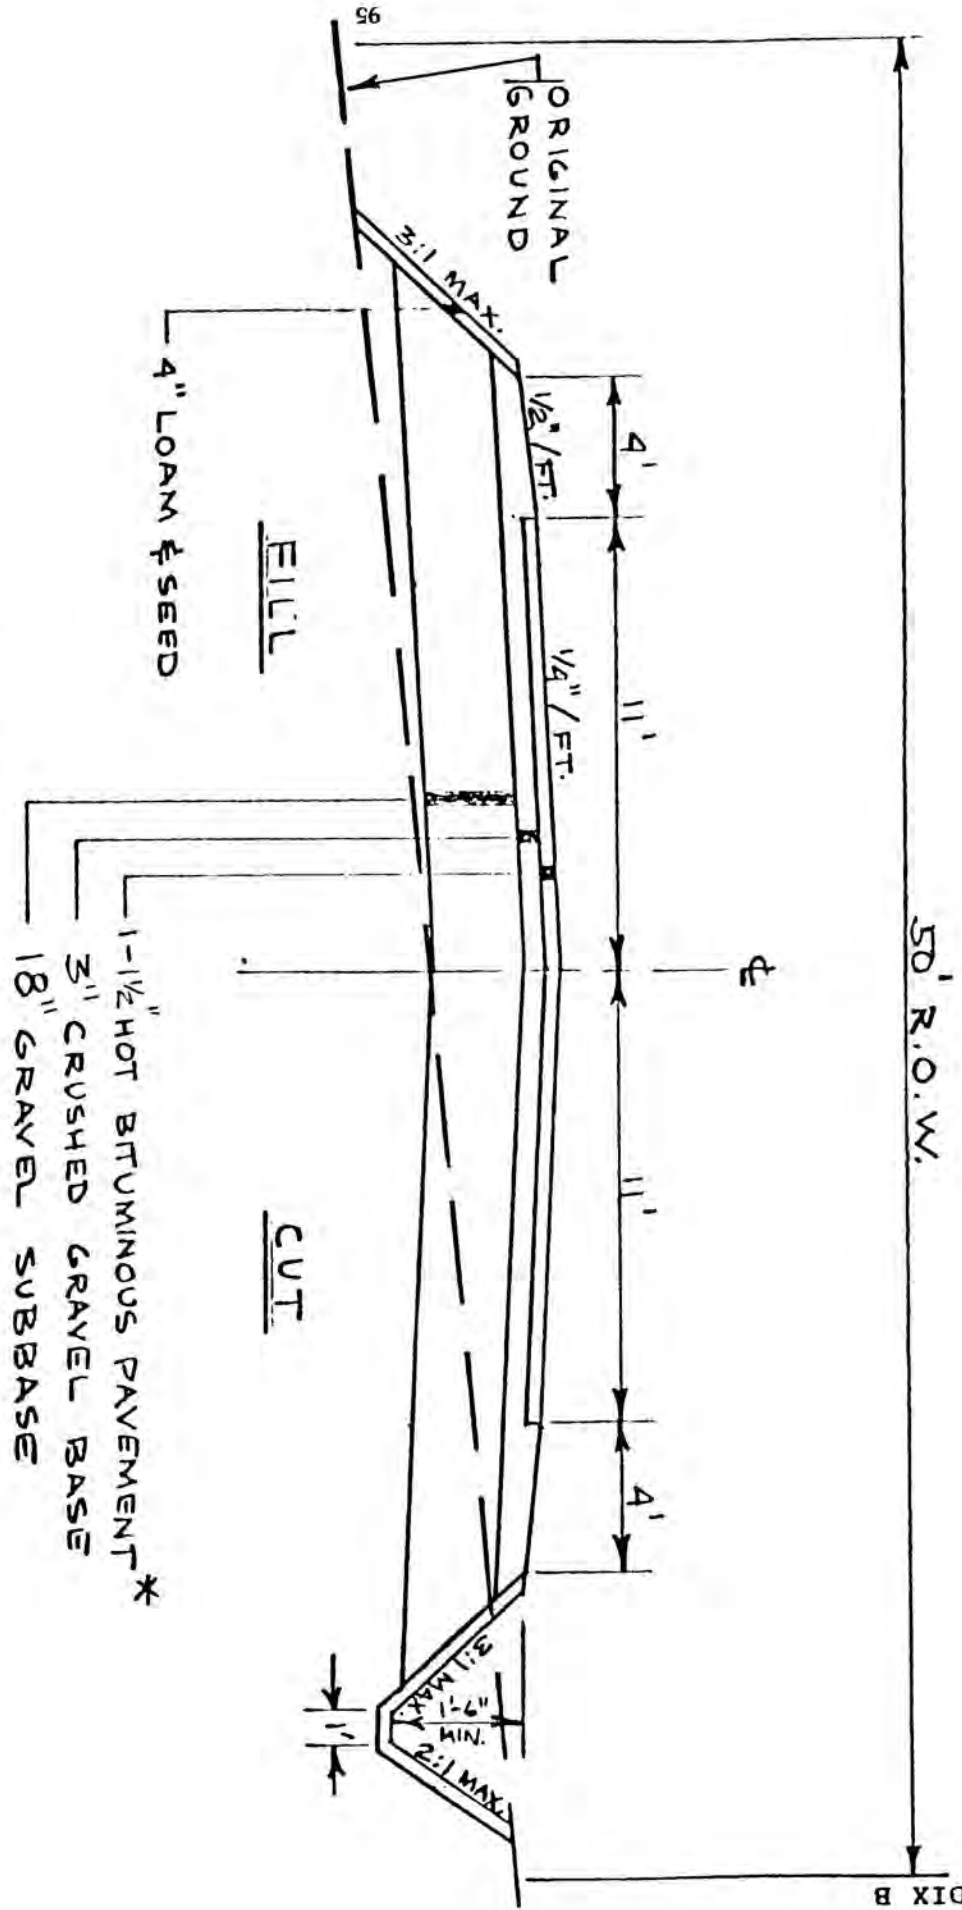 DIX B
50' R.O.W.
℄
4'
11'
11'
4'
ORIGINAL
GROUND
3:1 MAX.
1/2" / FT.
1/4" / FT.
3:1 MAX.
1'-6"
MIN.
2:1 MAX.
1'
FILL
CUT
4" LOAM & SEED
1-1½" HOT BITUMINOUS PAVEMENT *
3" CRUSHED GRAVEL BASE
18" GRAVEL SUBBASE
95